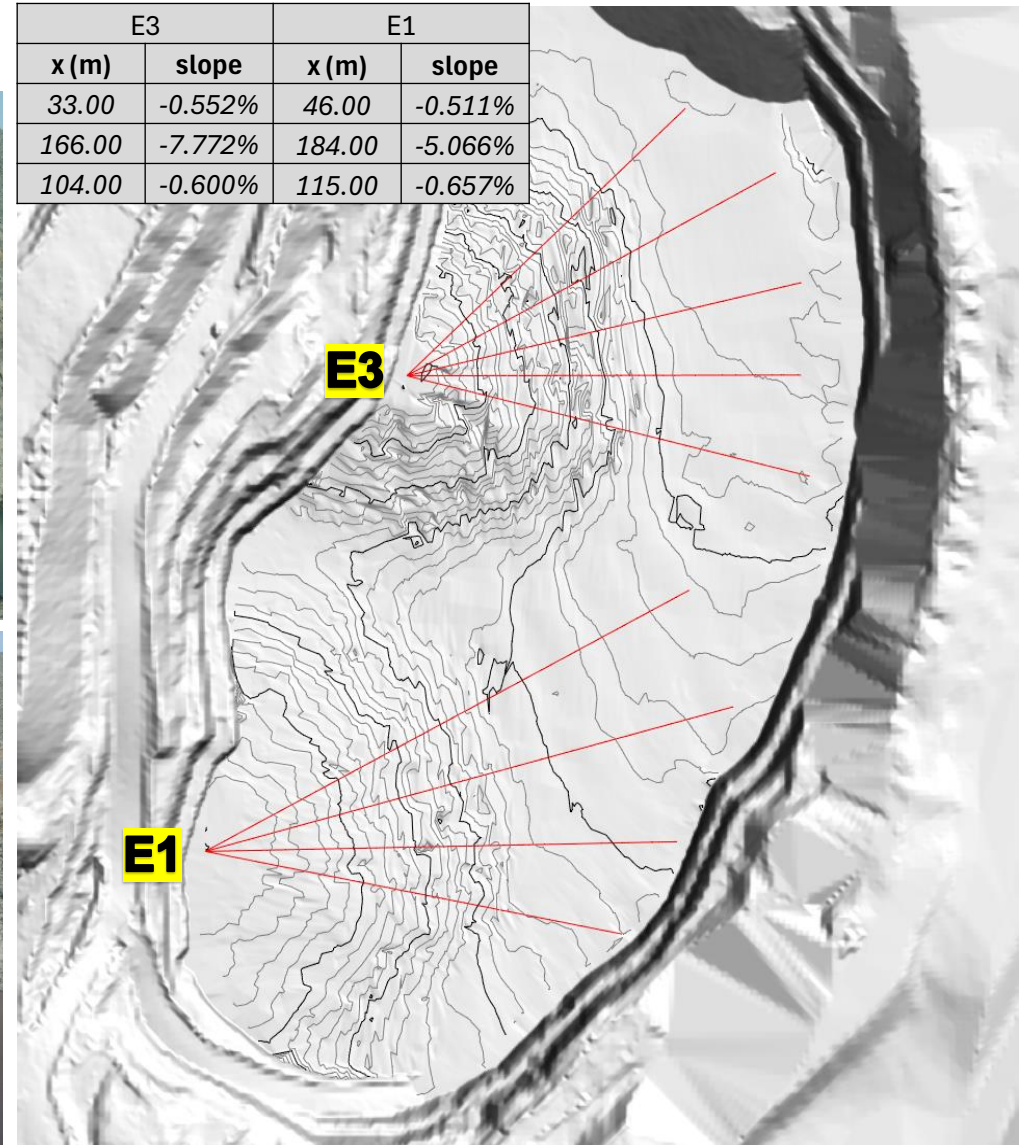 E3 E1
x (m) slope x (m) slope
33.00 -0.552% 46.00 -0.511%
166.00 -7.772% 184.00 -5.066%
104.00 -0.600% 115.00 -0.657%
E3
E1